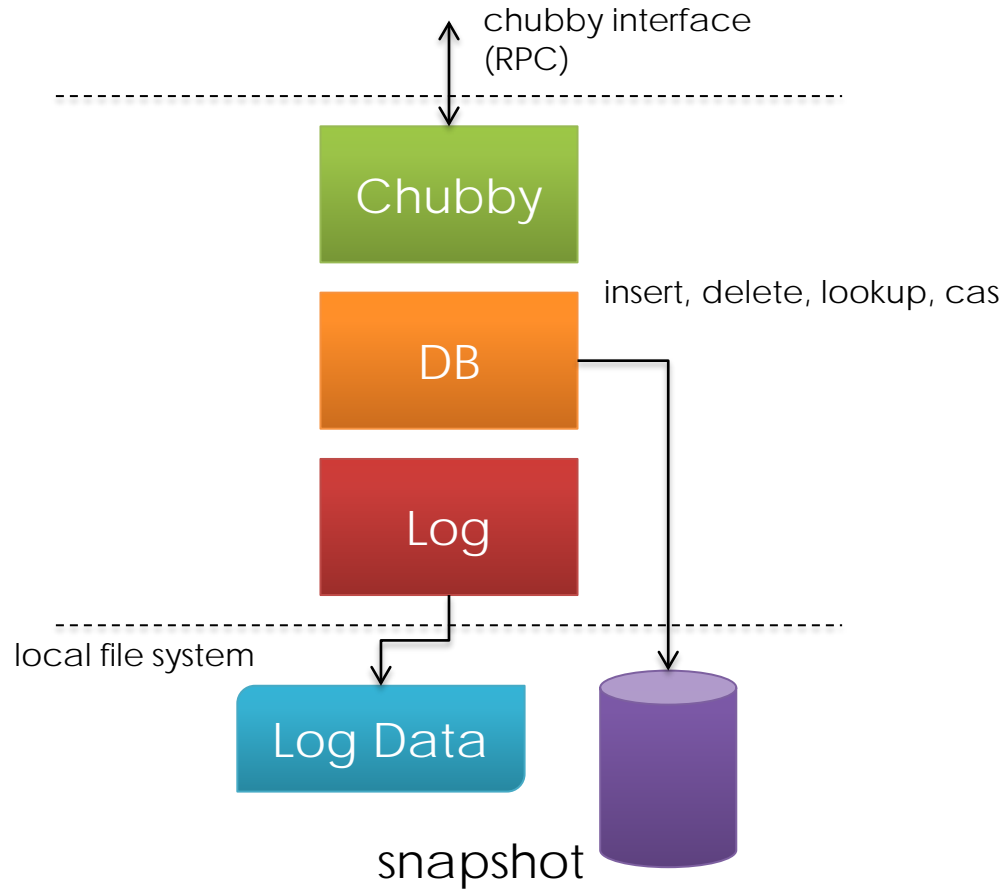 chubby interface
(RPC)
Chubby
insert, delete, lookup, cas
DB
Log
local file system
Log Data
snapshot